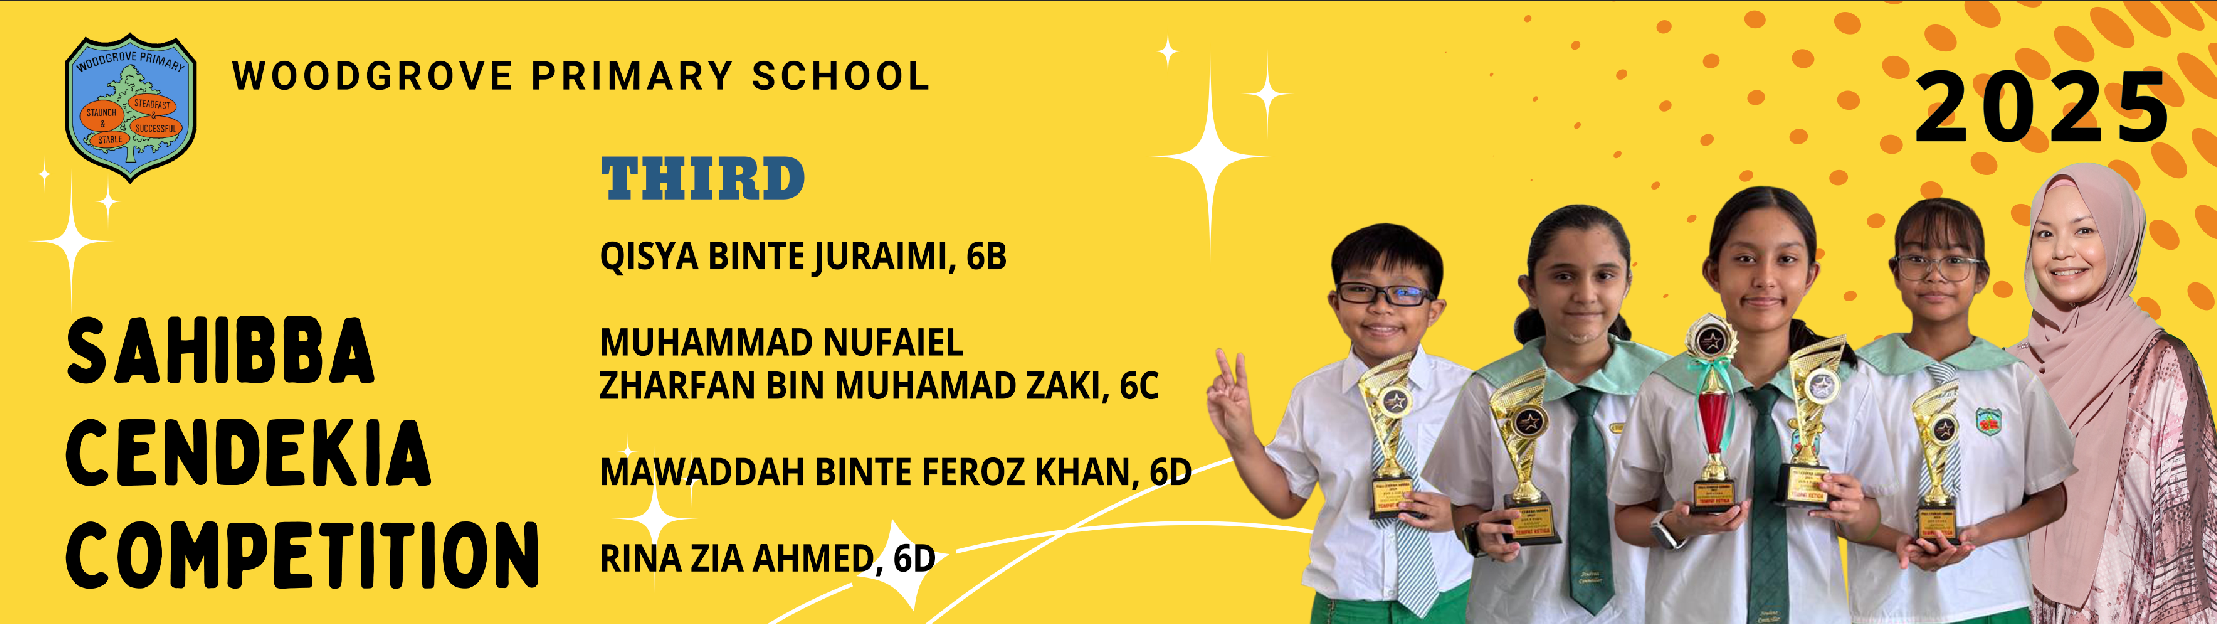 WOODGROVE PRIMARY
STAUNCH
&
STABLE
STEADFAST
&
SUCCESSFUL
WOODGROVE PRIMARY SCHOOL
2025
THIRD
QISYA BINTE JURAIMI, 6B
MUHAMMAD NUFAIEL
ZHARFAN BIN MUHAMAD ZAKI, 6C
MAWADDAH BINTE FEROZ KHAN, 6D
RINA ZIA AHMED, 6D
SAHIBBA
CENDEKIA
COMPETITION